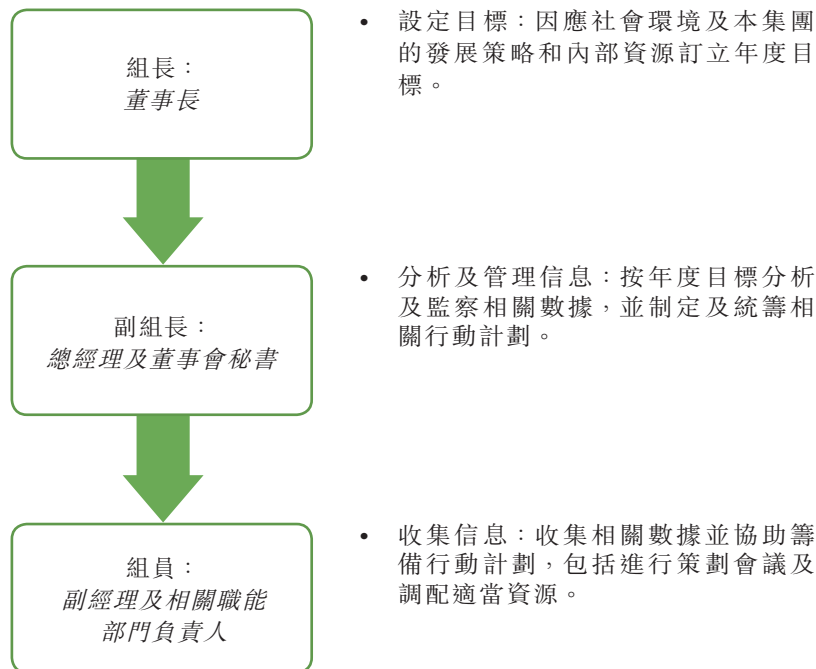 組長：
董事長
• 設定目標：因應社會環境及本集團
的發展策略和內部資源訂立年度目
標。
副組長：
總經理及董事會秘書
• 分析及管理信息：按年度目標分析
及監察相關數據，並制定及統籌相
關行動計劃。
組員：
副經理及相關職能
部門負責人
• 收集信息：收集相關數據並協助籌
備行動計劃，包括進行策劃會議及
調配適當資源。